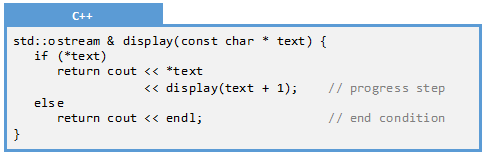 C++
std::ostream & display(const char * text) {
   if (*text)
      return cout << *text
                  << display(text + 1);    // progress step
   else
      return cout << endl;                 // end condition
}